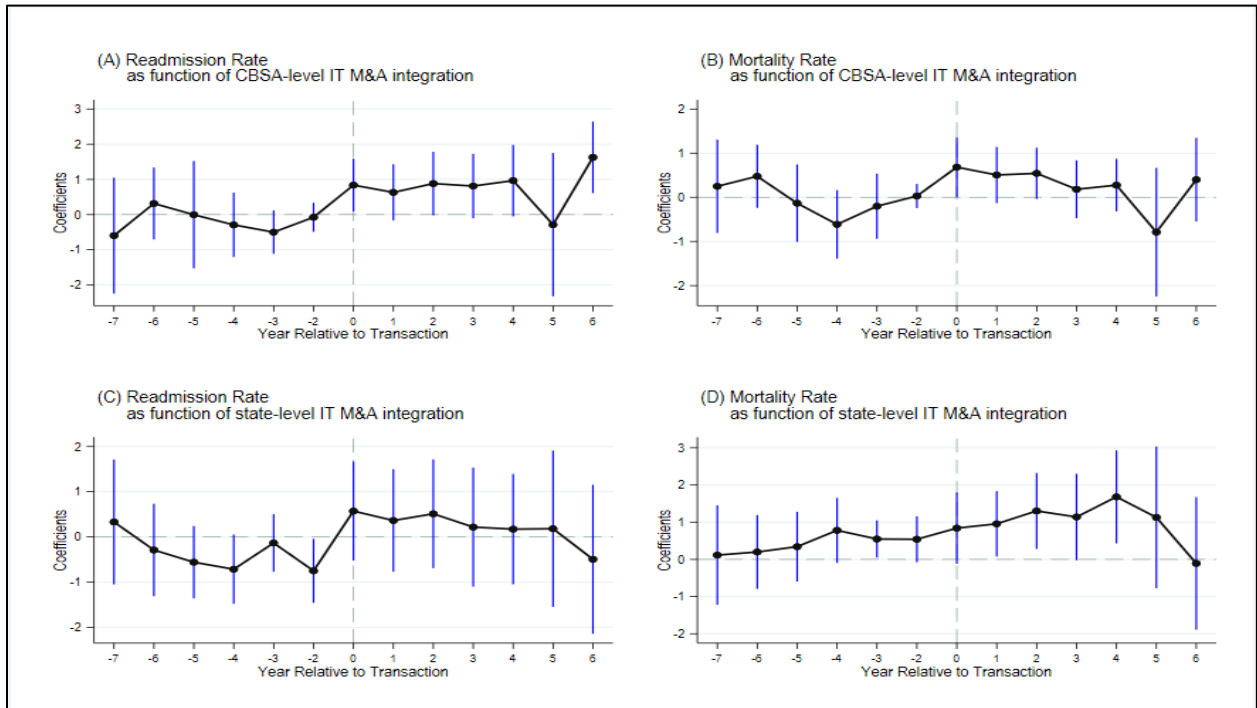 (A) Readmission Rate
as function of CBSA-level IT M&A integration
3
2
1
0
-1
-2
Coefficients
-7 -6 -5 -4 -3 -2 0 1 2 3 4 5 6
Year Relative to Transaction
(B) Mortality Rate
as function of CBSA-level IT M&A integration
2
1
0
-1
-2
Coefficients
-7 -6 -5 -4 -3 -2 0 1 2 3 4 5 6
Year Relative to Transaction
(C) Readmission Rate
as function of state-level IT M&A integration
2
1
0
-1
-2
Coefficients
-7 -6 -5 -4 -3 -2 0 1 2 3 4 5 6
Year Relative to Transaction
(D) Mortality Rate
as function of state-level IT M&A integration
3
2
1
0
-1
-2
Coefficients
-7 -6 -5 -4 -3 -2 0 1 2 3 4 5 6
Year Relative to Transaction